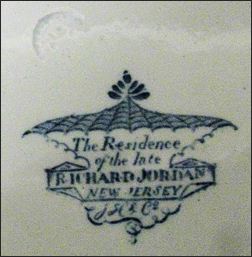 The Residence
of the late
RICHARD JORDAN
NEW JERSEY
J.H.& Co.